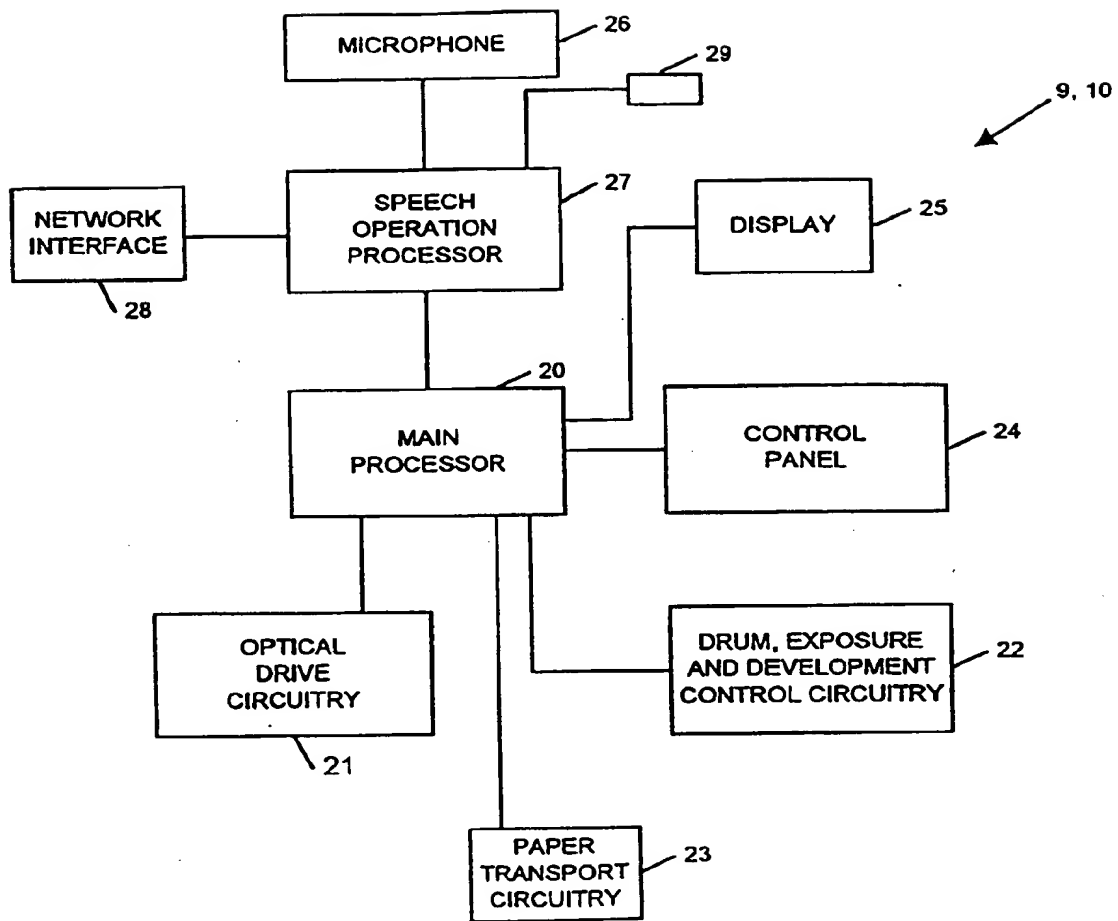 MICROPHONE
26
29
9, 10
SPEECH
OPERATION
PROCESSOR
27
NETWORK
INTERFACE
28
DISPLAY
25
20
MAIN
PROCESSOR
CONTROL
PANEL
24
OPTICAL
DRIVE
CIRCUITRY
21
DRUM, EXPOSURE
AND DEVELOPMENT
CONTROL CIRCUITRY
22
PAPER
TRANSPORT
CIRCUITRY
23